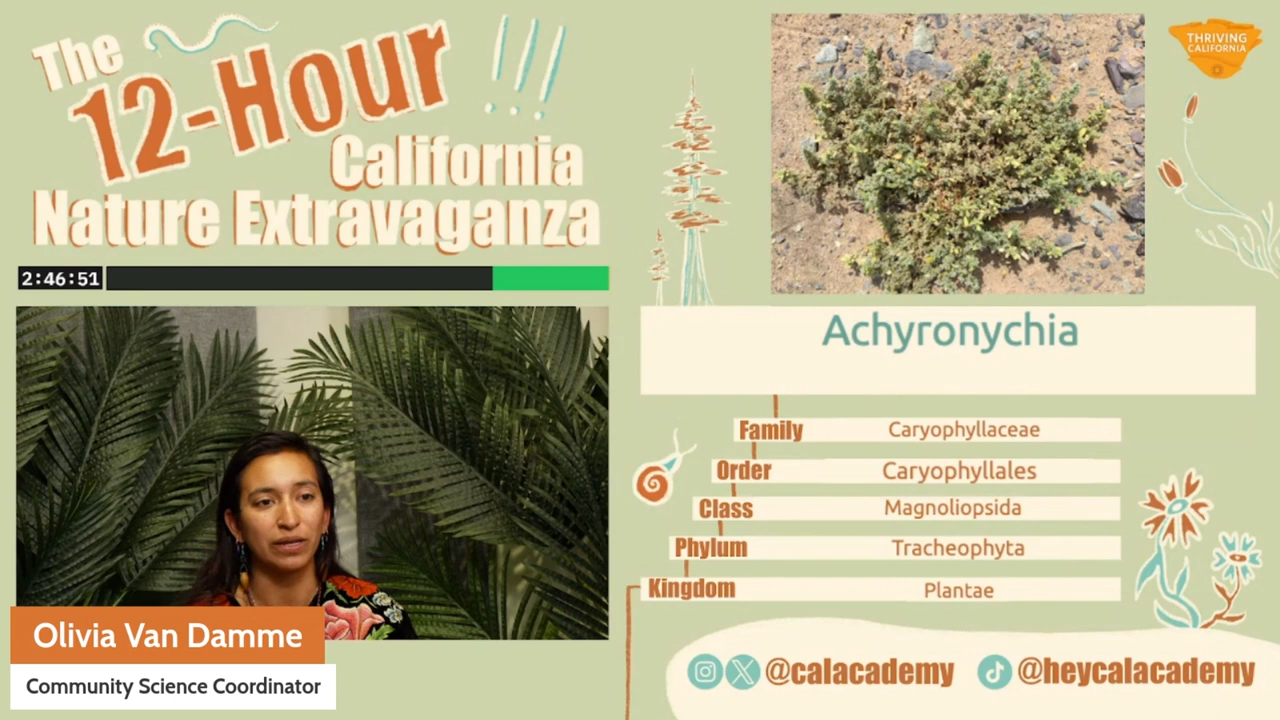 The
12-Hour !!!
California
Nature Extravaganza
THRIVING
CALIFORNIA
2:46:51
Achyronychia
Family Caryophyllaceae
Order Caryophyllales
Class Magnoliopsida
Phylum Tracheophyta
Kingdom Plantae
Olivia Van Damme
Community Science Coordinator
@calacademy @heycalacademy